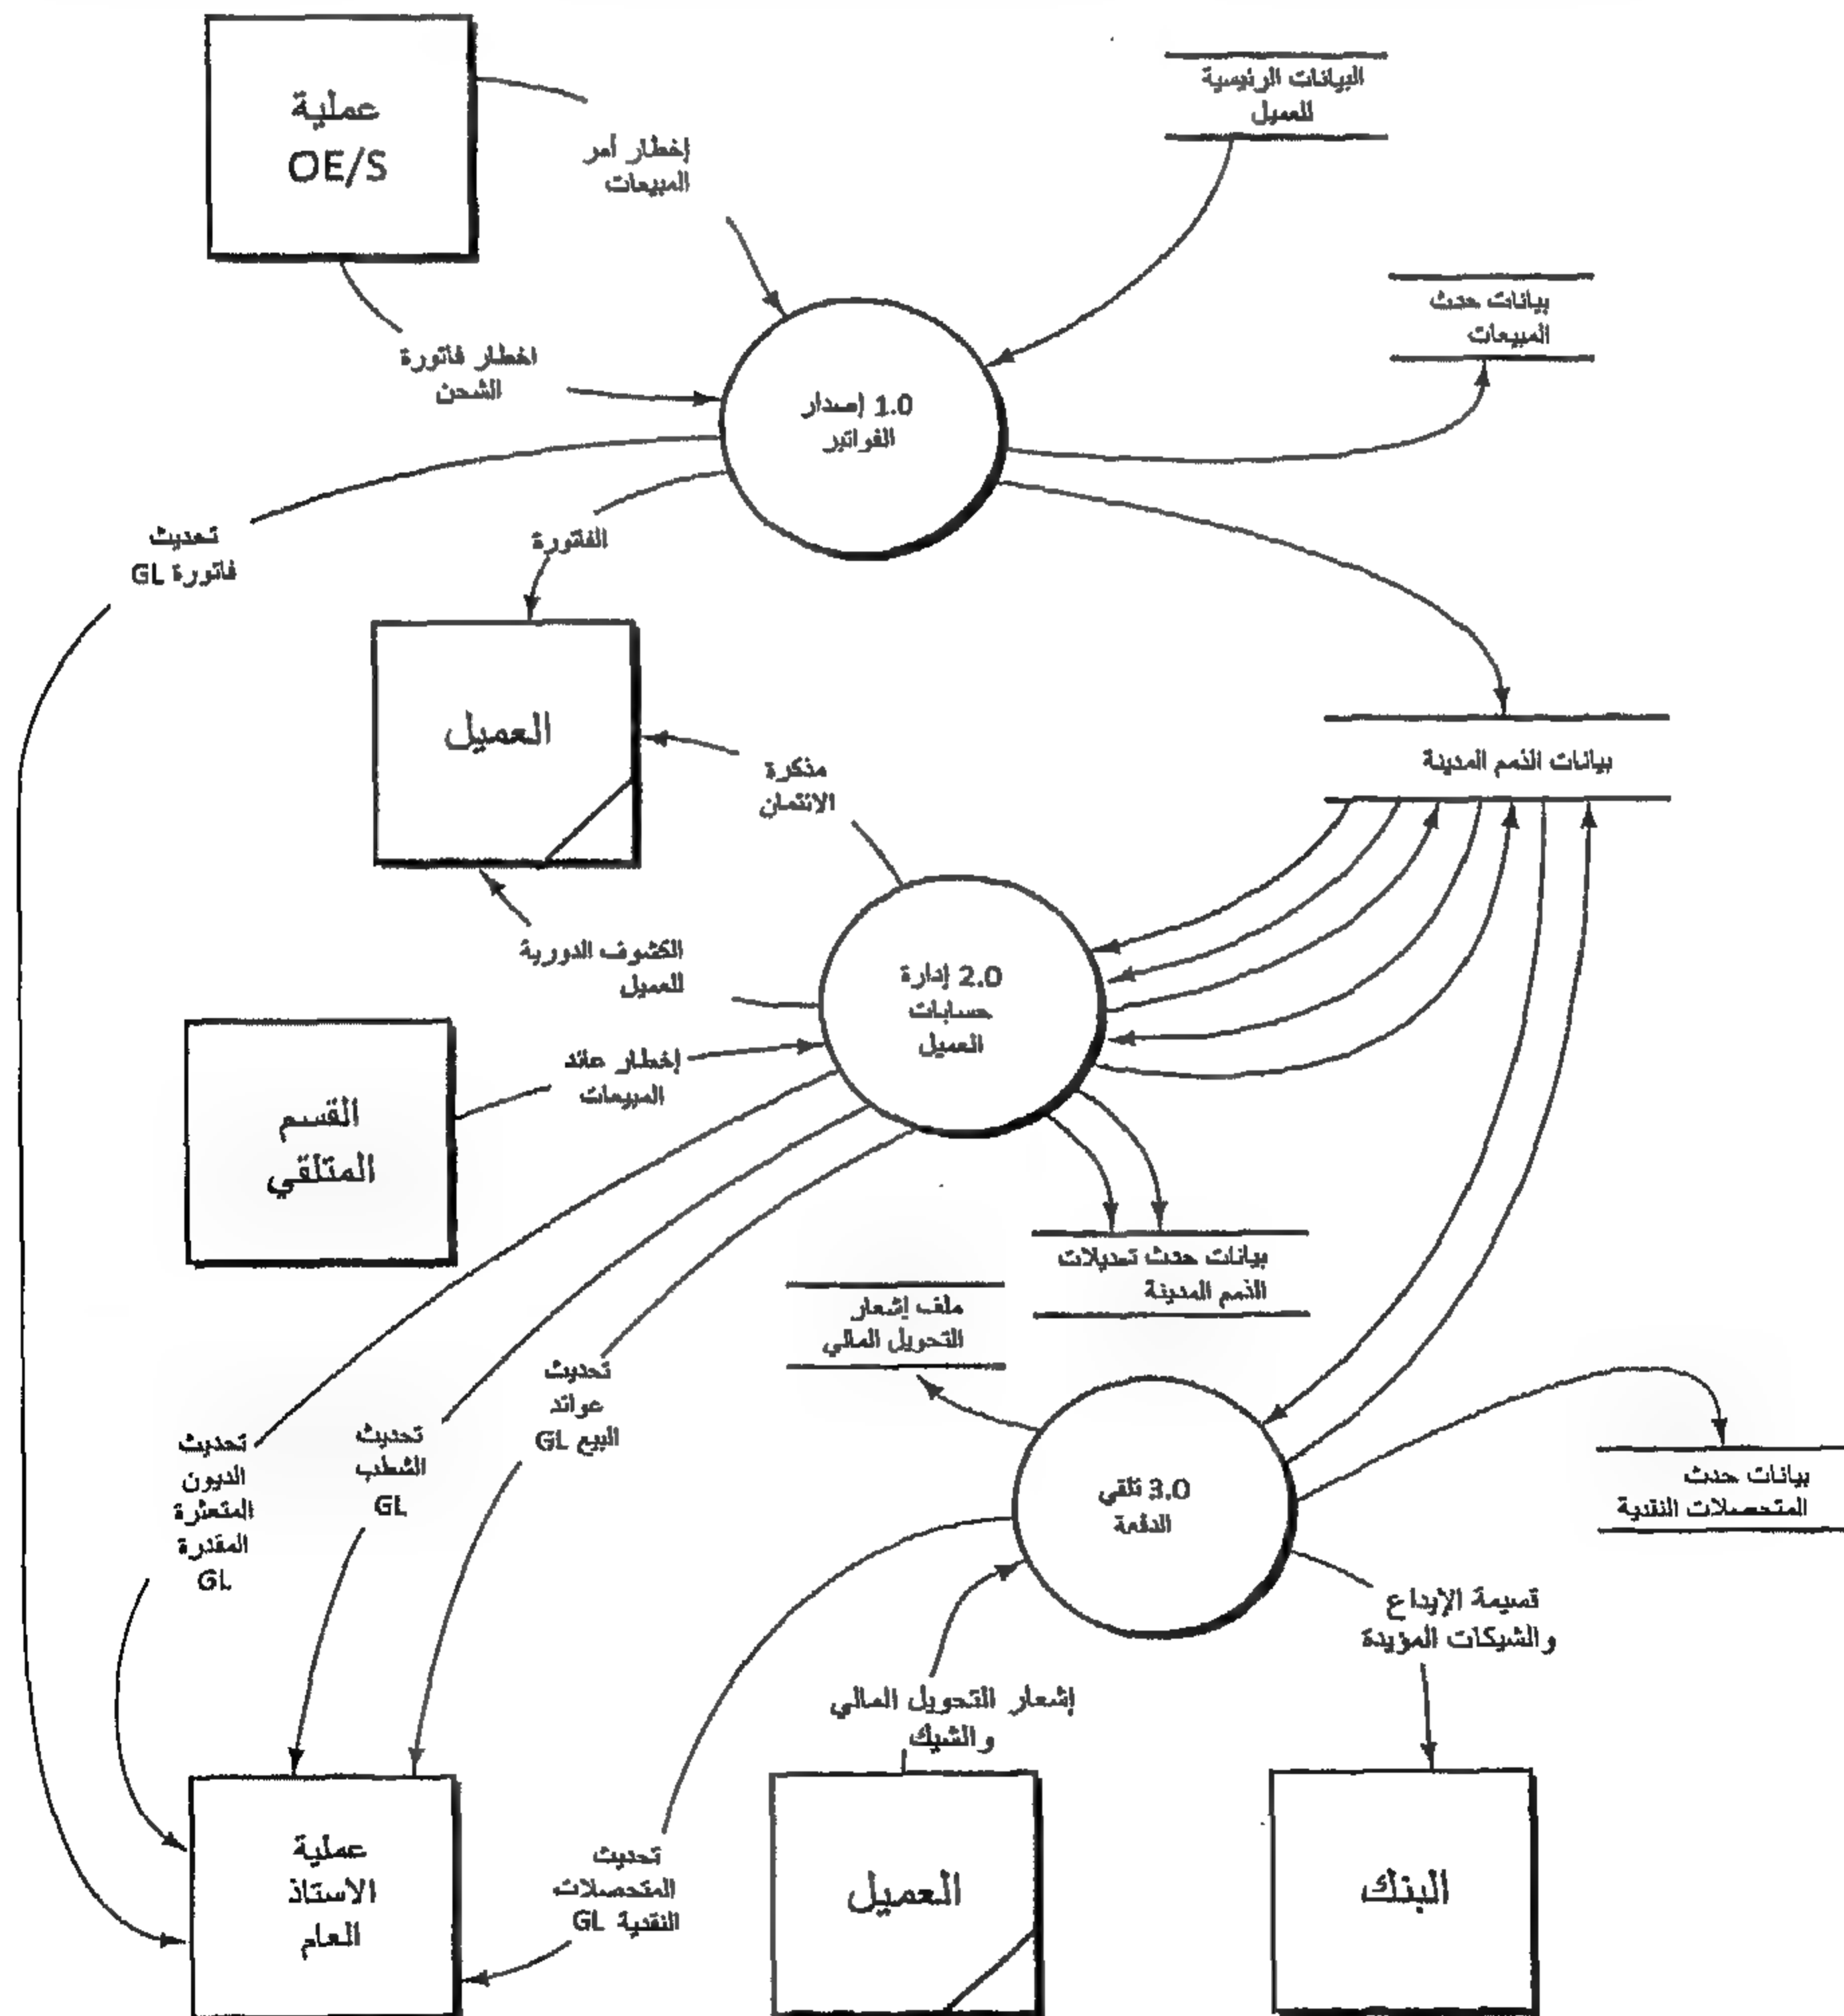 عملية
OE/S
إخطار أمر
المبيعات
البيانات الرئيسية
للعميل
بيانات حدث
المبيعات
اخطار فاتورة
الشحن
1.0 إصدار
الفواتير
تحديث
فاتورة GL
الفاتورة
العميل
بيانات الذمم المدينة
مذكرة
الائتمان
الكشوف الدورية
للعميل
2.0 إدارة
حسابات
العميل
إخطار عائد
المبيعات
القسم
المتلقي
بيانات حدث تعديلات
الذمم المدينة
ملف إشعار
التحويل المالي
تحديث
عوائد
البيع GL
تحديث
الشطب
GL
تحديث
الديون
المتعثرة
المقدرة
GL
3.0 تلقي
الدفعة
بيانات حدث
المتحصلات النقدية
قسيمة الإيداع
والشيكات المؤيدة
إشعار التحويل المالي
والشيك
عملية
الأستاذ
العام
تحديث
المتحصلات
النقدية GL
العميل
البنك